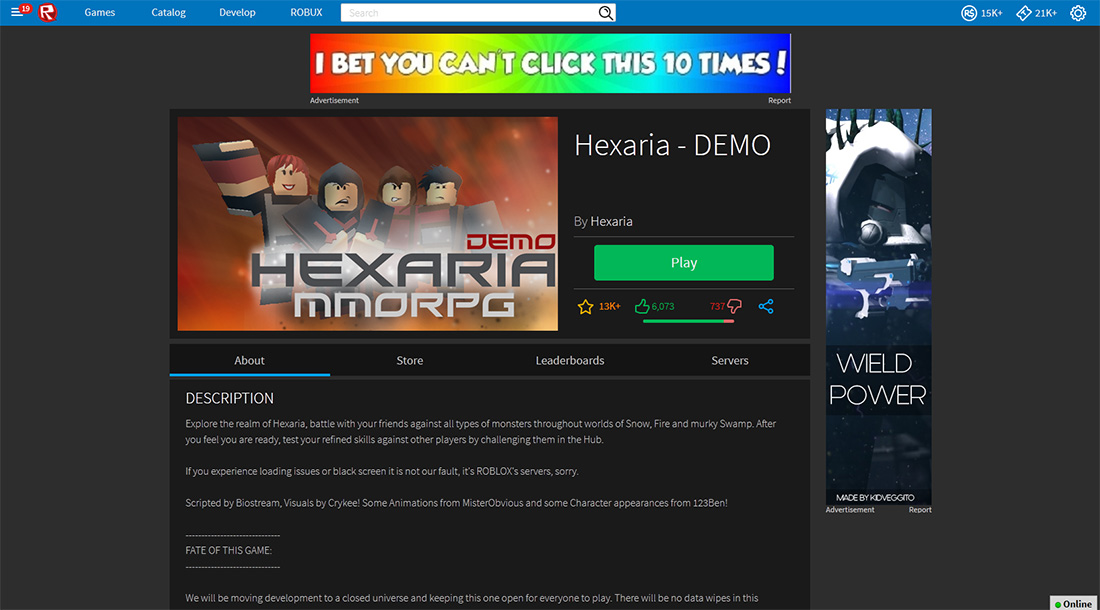 19
R
Games
Catalog
Develop
ROBUX
Search
R$ 15K+
21K+
I BET YOU CAN'T CLICK THIS 10 TIMES!
Advertisement
Report
DEMO
HEXARIA
MMORPG
Hexaria - DEMO
By Hexaria
Play
13K+
6,073
737
WIELD
POWER
MADE BY KIDVEGGITO
Advertisement
Report
About
Store
Leaderboards
Servers
DESCRIPTION
Explore the realm of Hexaria, battle with your friends against all types of monsters throughout worlds of Snow, Fire and murky Swamp. After
you feel you are ready, test your refined skills against other players by challenging them in the Hub.
If you experience loading issues or black screen it is not our fault, it's ROBLOX's servers, sorry.
Scripted by Biostream, Visuals by Crykee! Some Animations from MisterObvious and some Character appearances from 123Ben!
------------------------------
FATE OF THIS GAME:
------------------------------
We will be moving development to a closed universe and keeping this one open for everyone to play. There will be no data wipes in this
Online